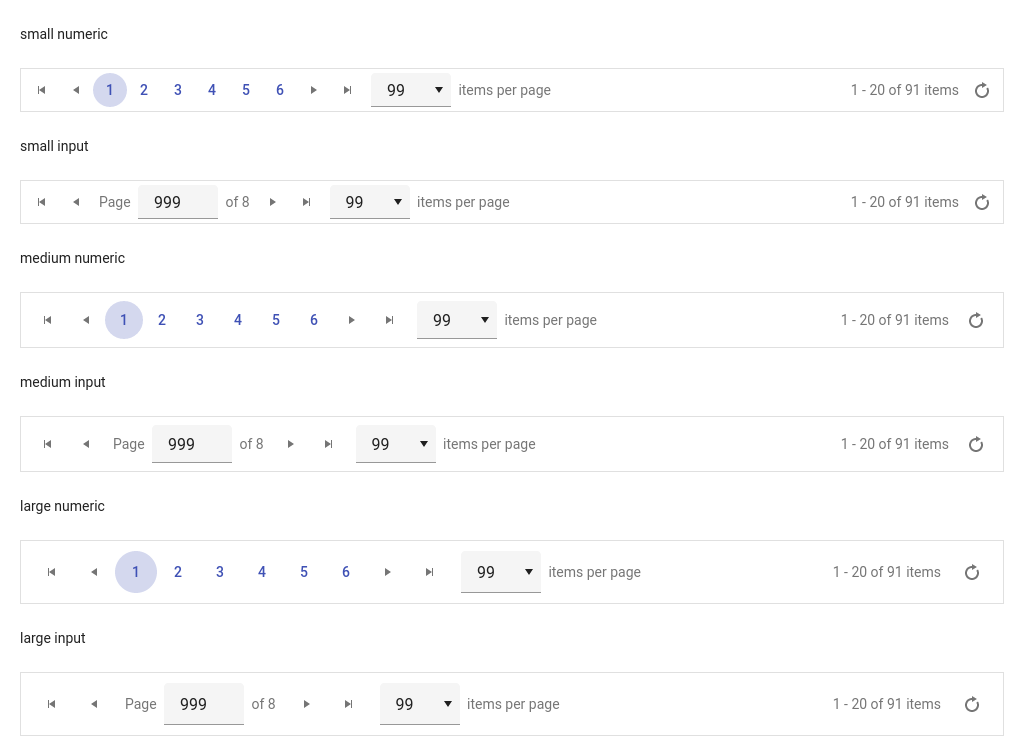 small numeric
1 2 3 4 5 6 99 items per page 1 - 20 of 91 items
small input
Page 999 of 8 99 items per page 1 - 20 of 91 items
medium numeric
1 2 3 4 5 6 99 items per page 1 - 20 of 91 items
medium input
Page 999 of 8 99 items per page 1 - 20 of 91 items
large numeric
1 2 3 4 5 6 99 items per page 1 - 20 of 91 items
large input
Page 999 of 8 99 items per page 1 - 20 of 91 items